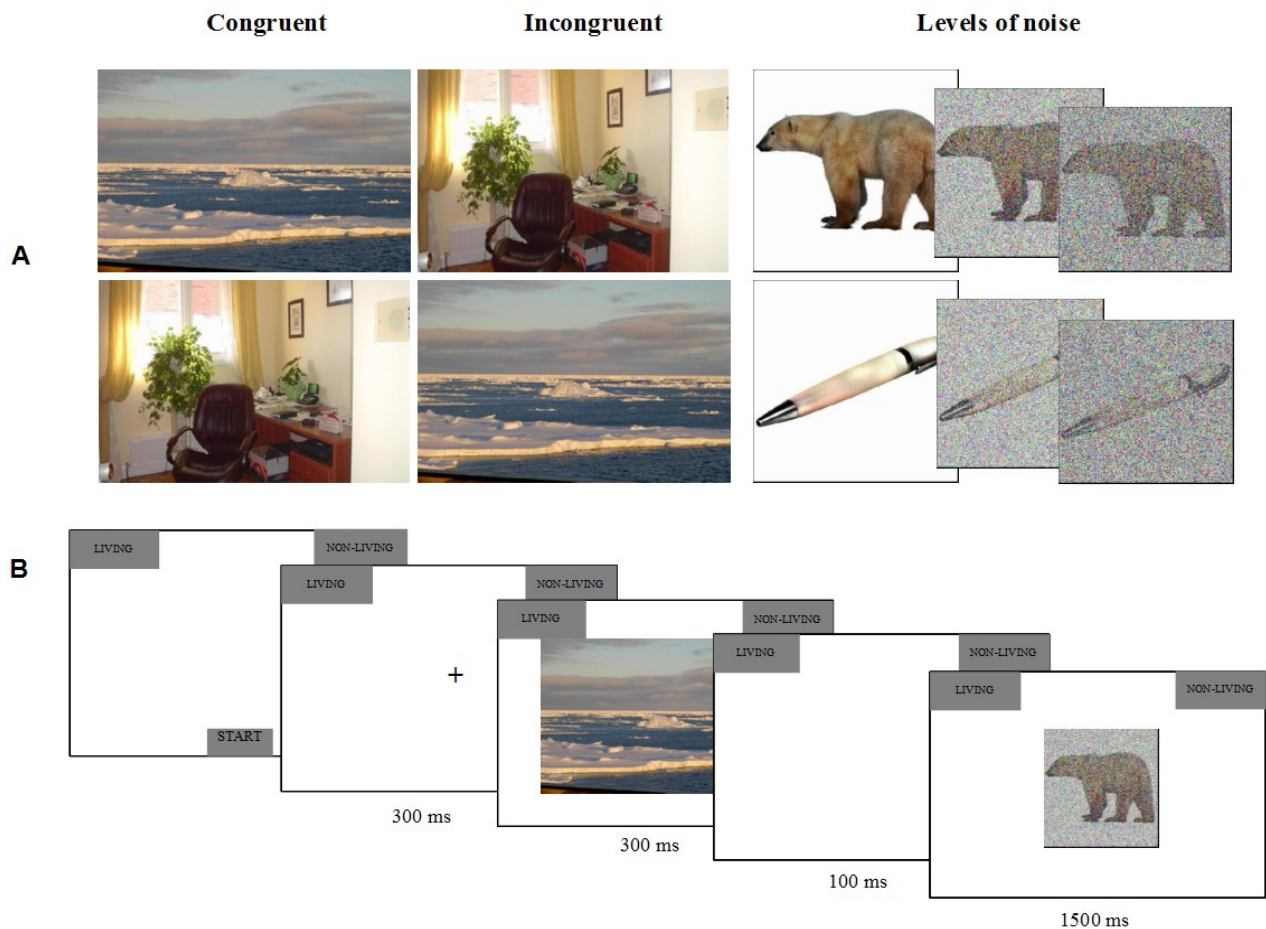 Congruent
Incongruent
Levels of noise
A
B
LIVING
NON-LIVING
START
LIVING
NON-LIVING
+
300 ms
LIVING
NON-LIVING
300 ms
LIVING
NON-LIVING
100 ms
LIVING
NON-LIVING
1500 ms